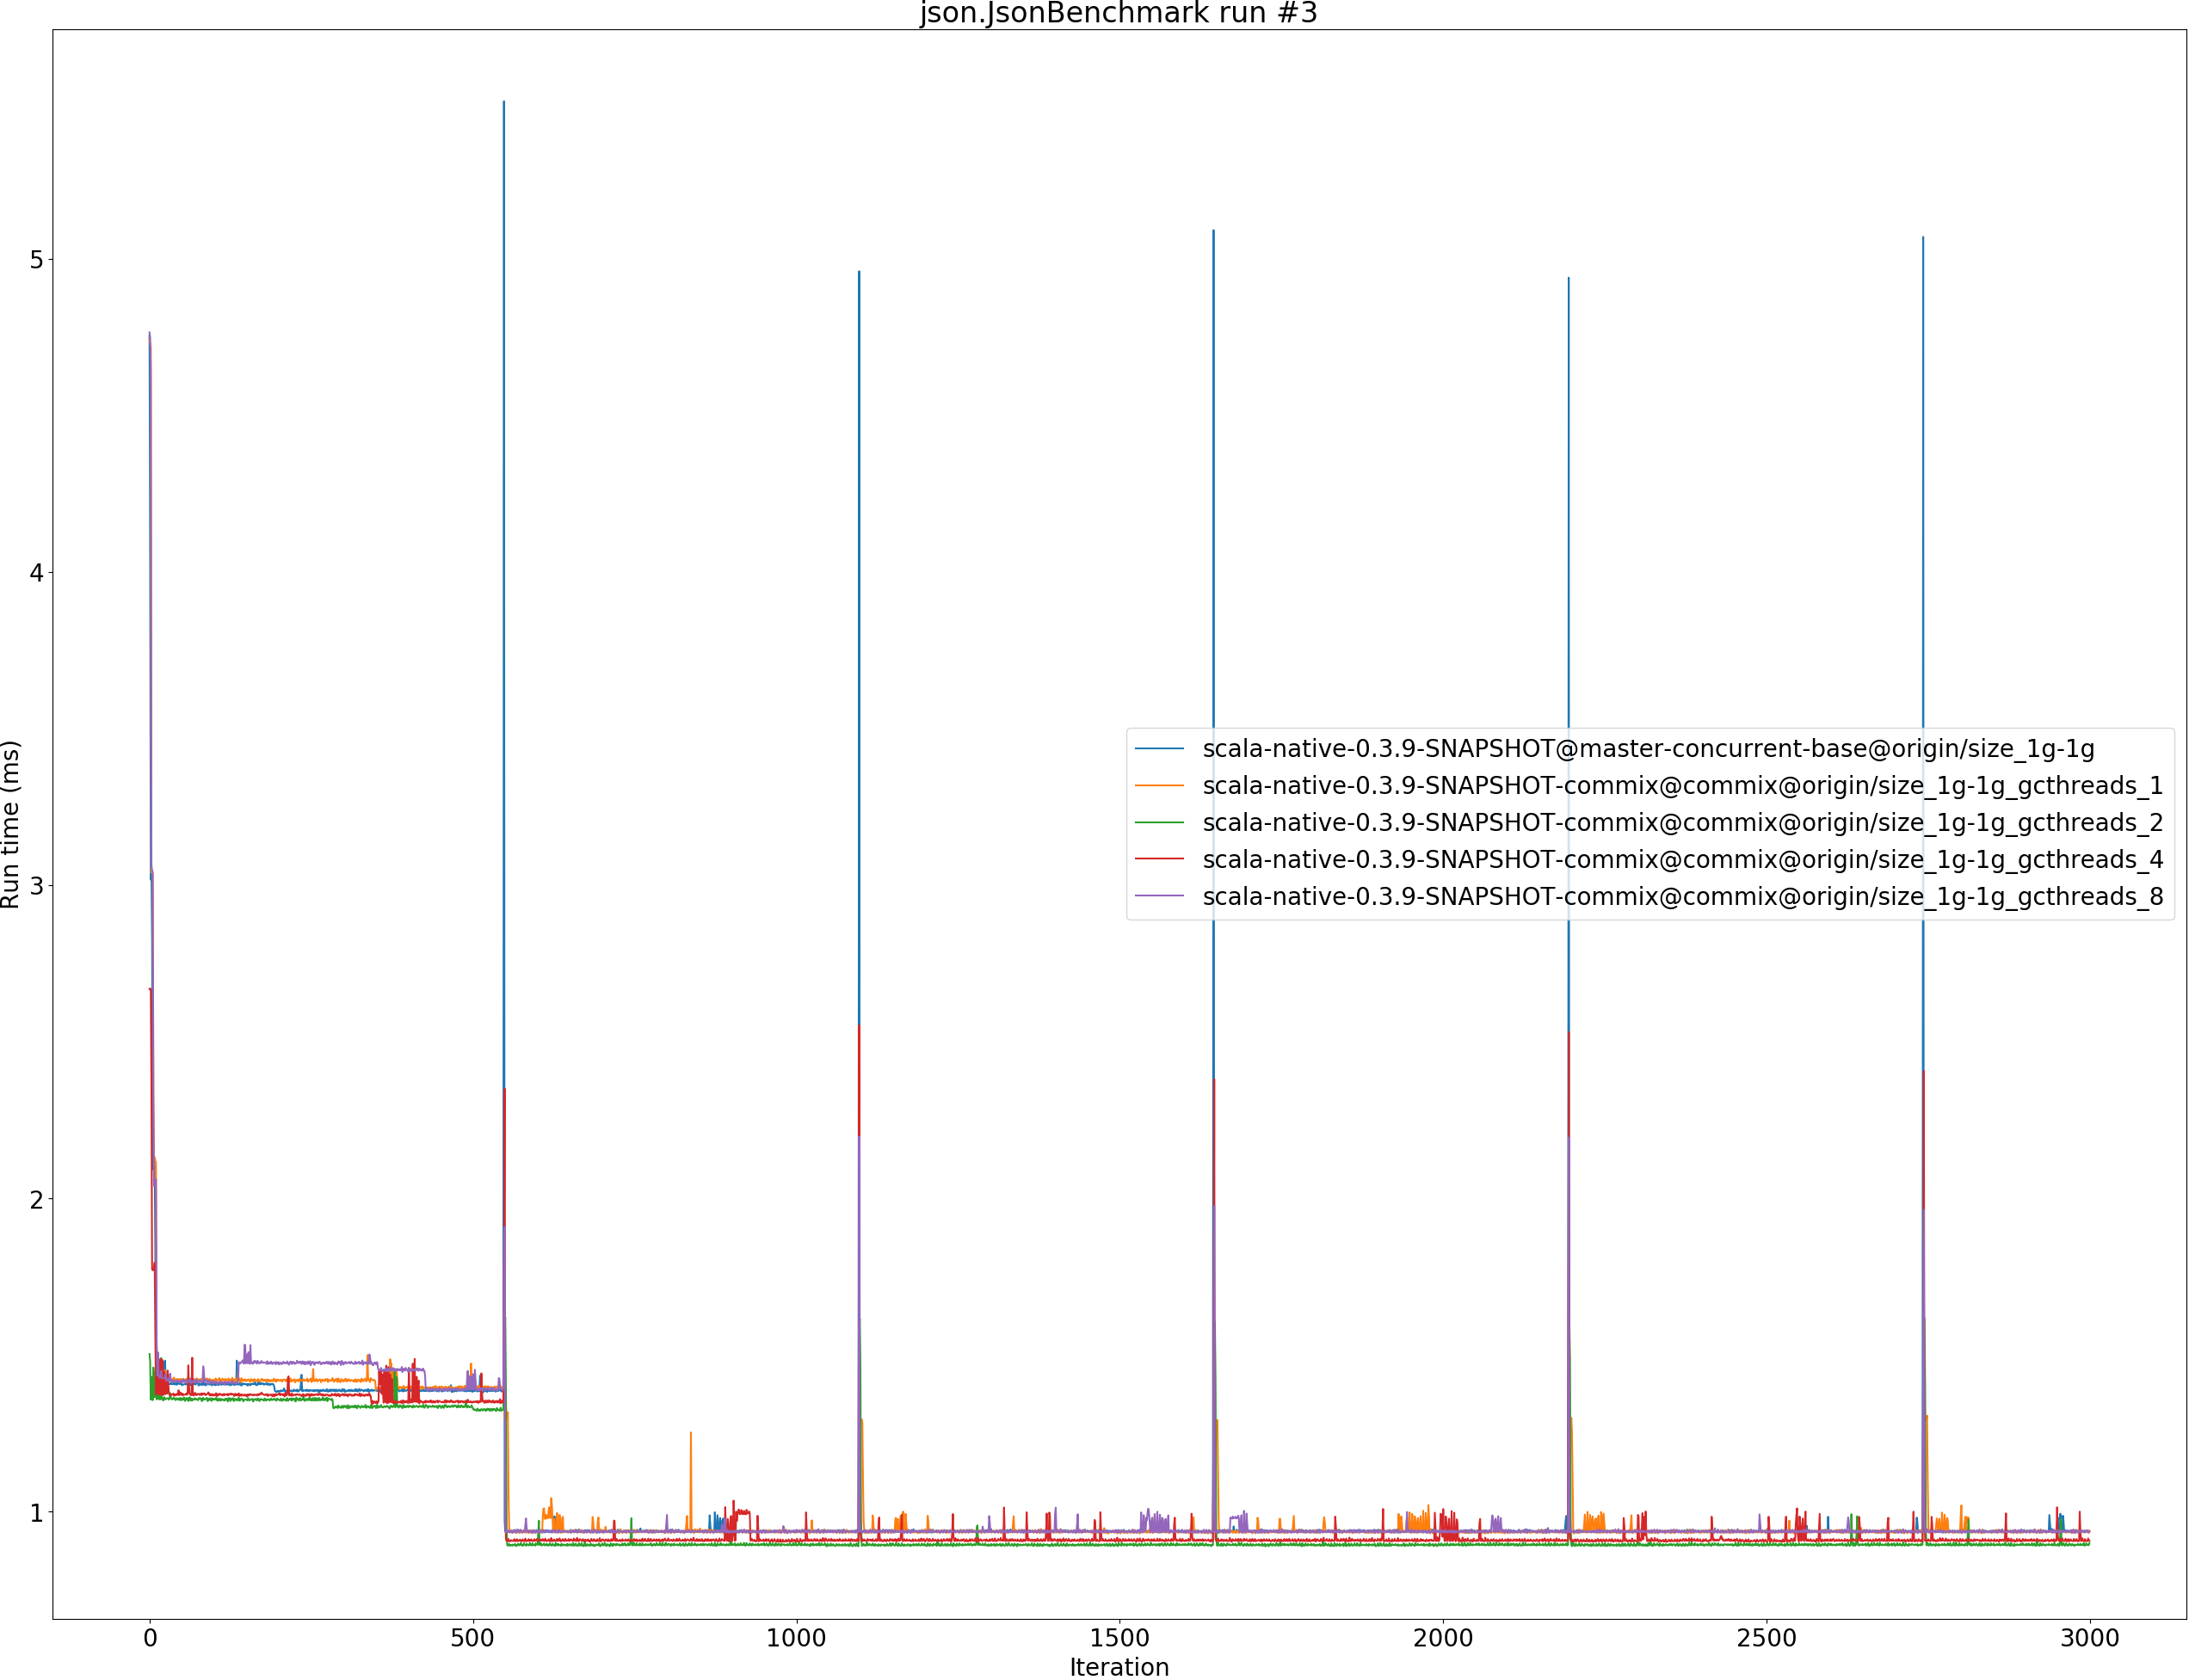 json.JsonBenchmark run #3
Run time (ms)
5
4
3
2
1
scala-native-0.3.9-SNAPSHOT@master-concurrent-base@origin/size_1g-1g
scala-native-0.3.9-SNAPSHOT-commix@commix@origin/size_1g-1g_gcthreads_1
scala-native-0.3.9-SNAPSHOT-commix@commix@origin/size_1g-1g_gcthreads_2
scala-native-0.3.9-SNAPSHOT-commix@commix@origin/size_1g-1g_gcthreads_4
scala-native-0.3.9-SNAPSHOT-commix@commix@origin/size_1g-1g_gcthreads_8
0 500 1000 1500 2000 2500 3000
Iteration